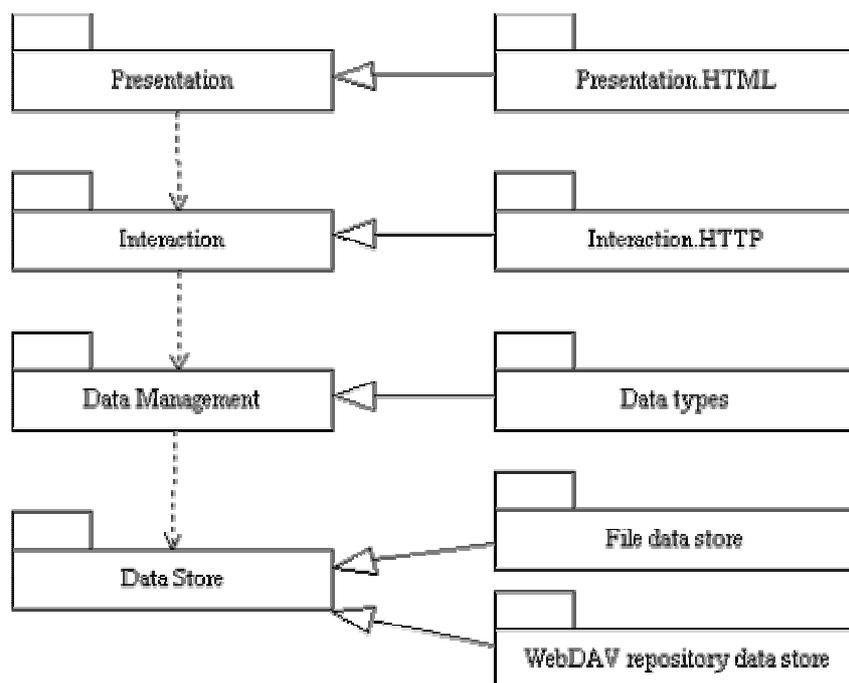 Presentation
Presentation.HTML
Interaction
Interaction.HTTP
Data Management
Data types
File data store
Data Store
WebDAV repository data store